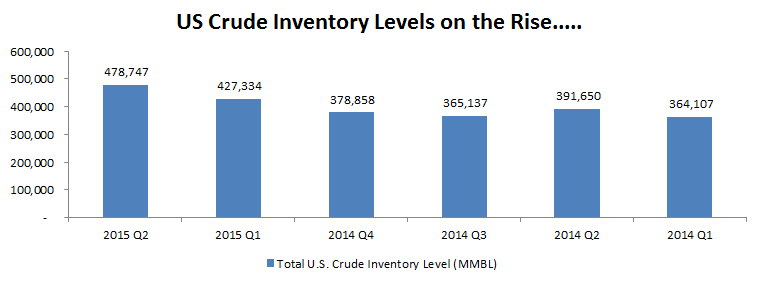 US Crude Inventory Levels on the Rise.....
600,000
500,000
400,000
300,000
200,000
100,000
-
478,747
427,334
378,858
365,137
391,650
364,107
2015 Q2
2015 Q1
2014 Q4
2014 Q3
2014 Q2
2014 Q1
Total U.S. Crude Inventory Level (MMBL)